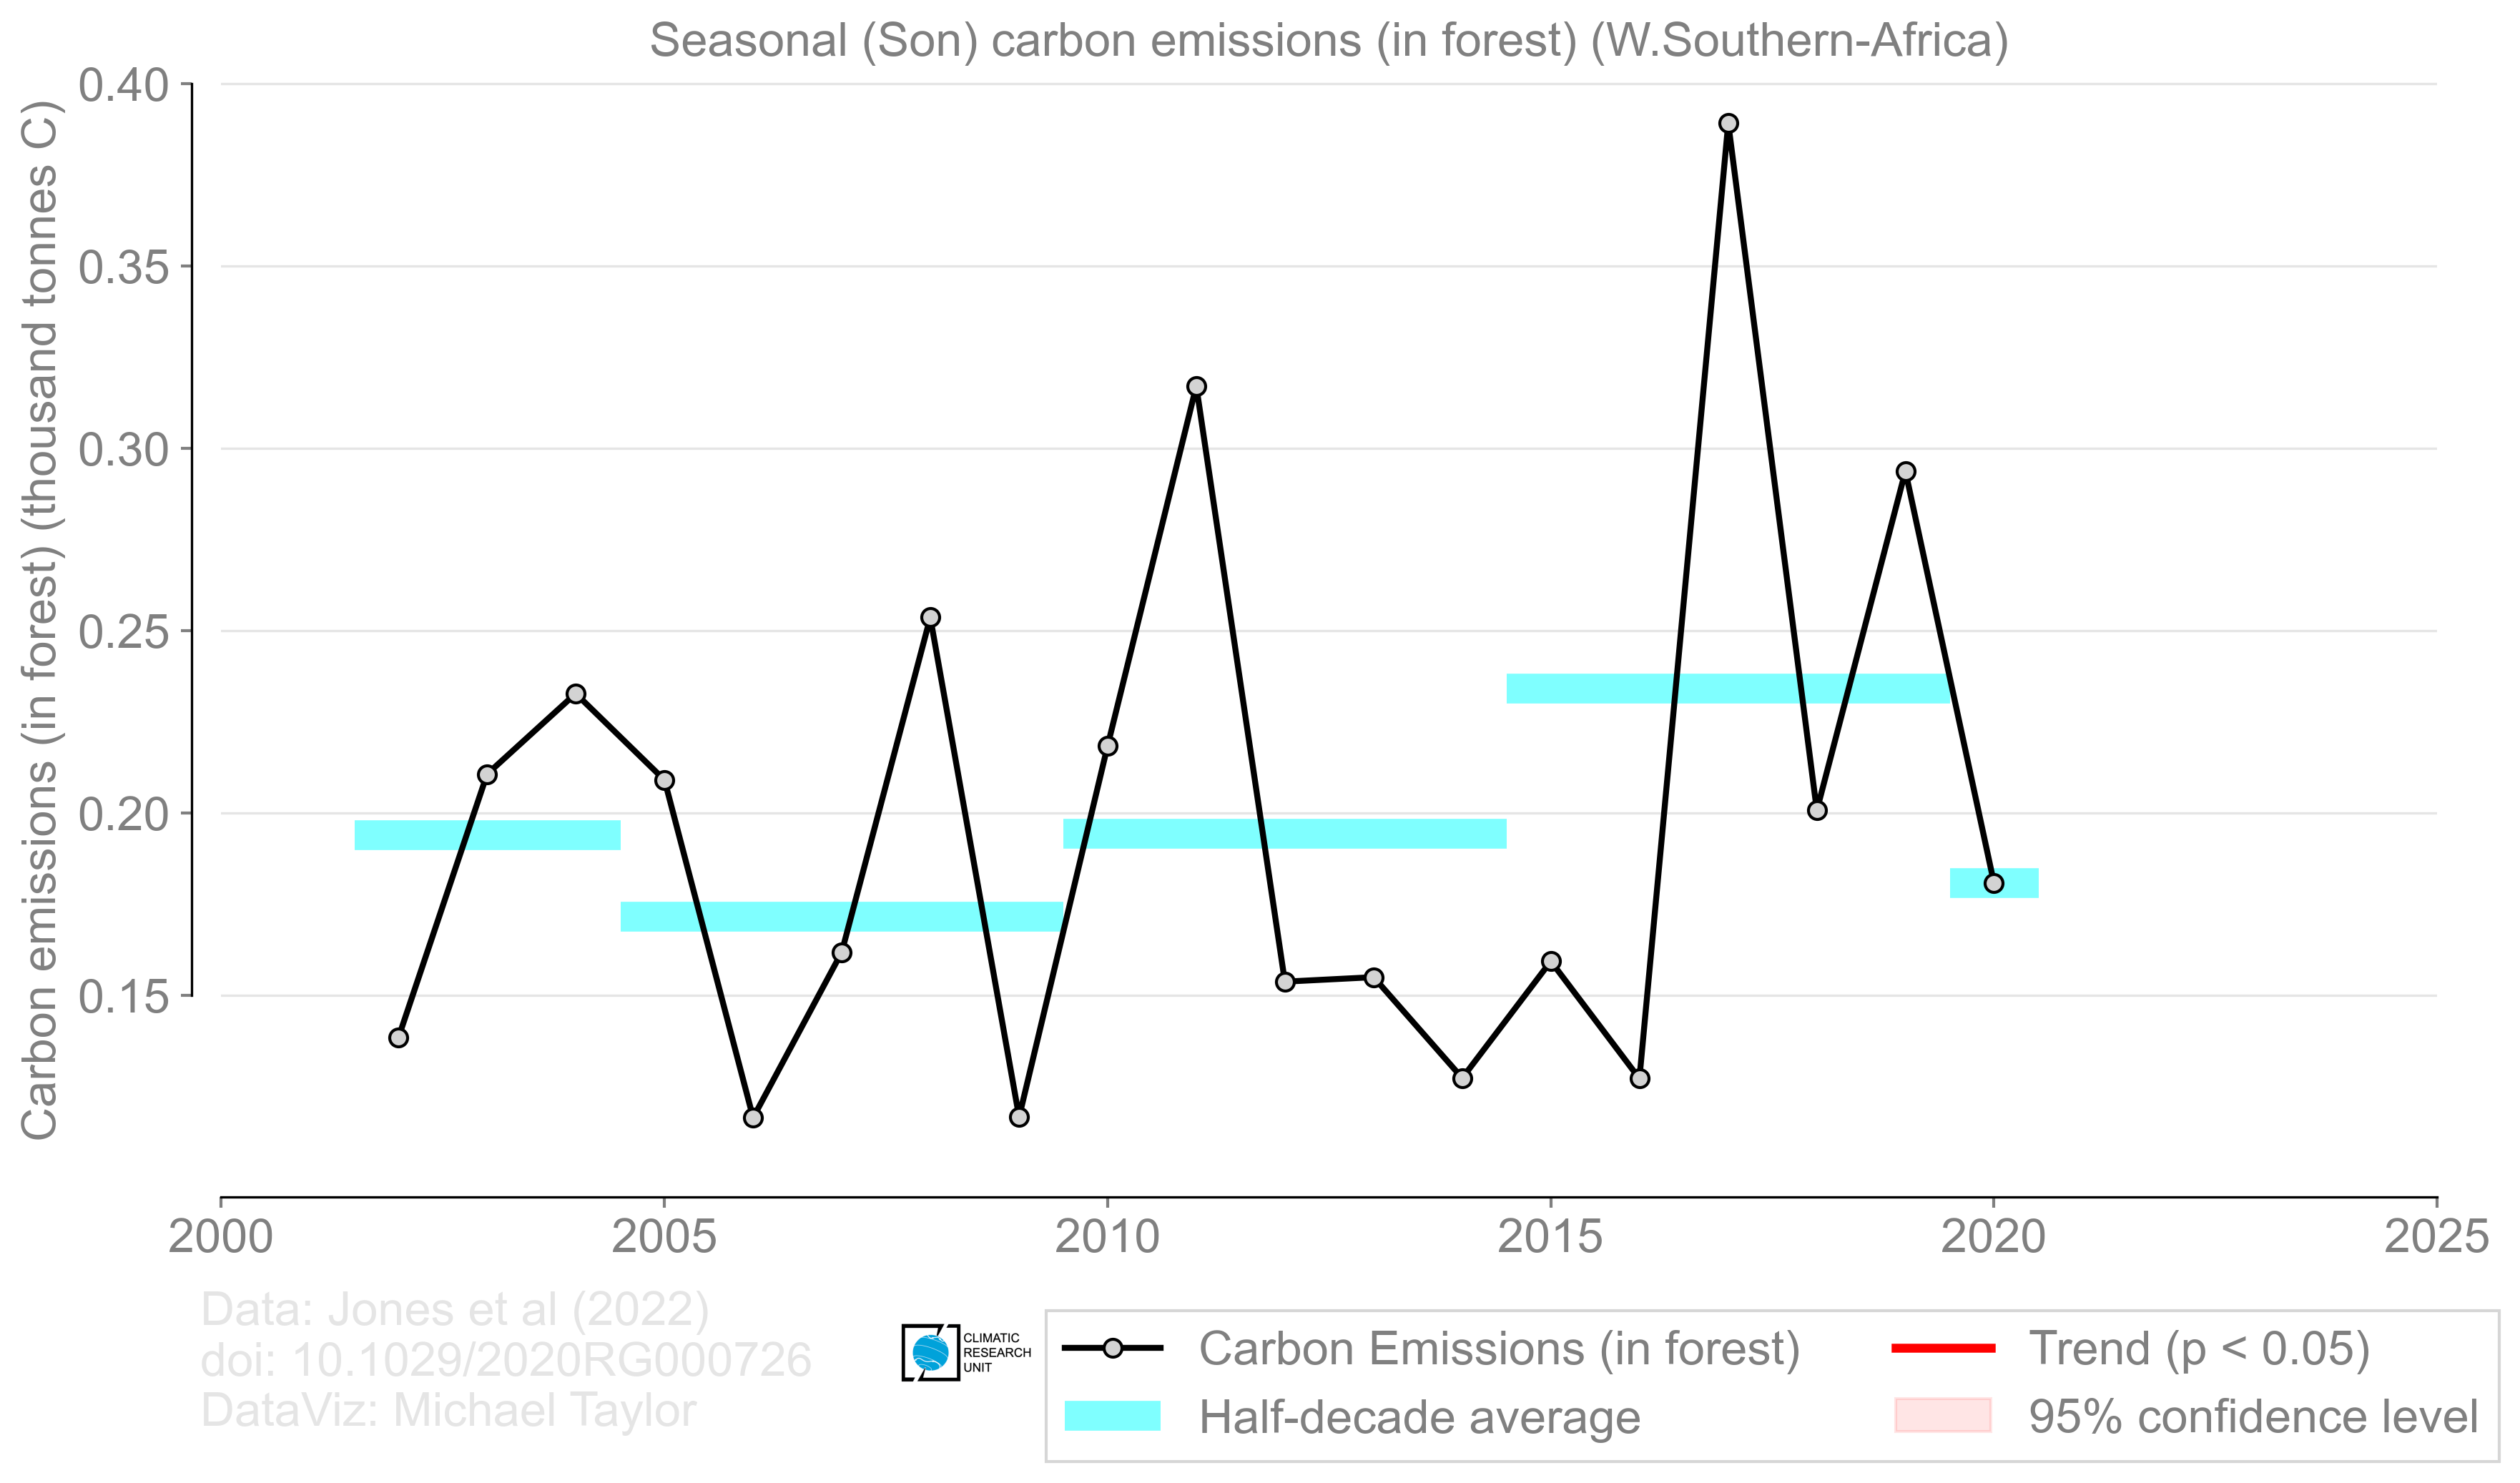 Seasonal (Son) carbon emissions (in forest) (W.Southern-Africa)
Carbon emissions (in forest) (thousand tonnes C)
0.40
0.35
0.30
0.25
0.20
0.15
2000 2005 2010 2015 2020 2025
Data: Jones et al (2022)
doi: 10.1029/2020RG000726
DataViz: Michael Taylor
CLIMATIC
RESEARCH
UNIT
Carbon Emissions (in forest)
Half-decade average
Trend (p < 0.05)
95% confidence level